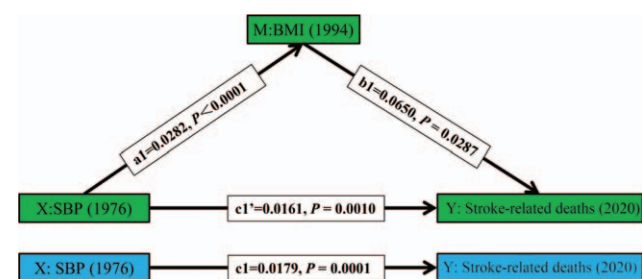 M:BMI (1994)
a1=0.0282, P<0.0001
b1=0.0650, P = 0.0287
X:SBP (1976)
c1’=0.0161, P = 0.0010
Y: Stroke-related deaths (2020)
X: SBP (1976)
c1=0.0179, P = 0.0001
Y: Stroke-related deaths (2020)